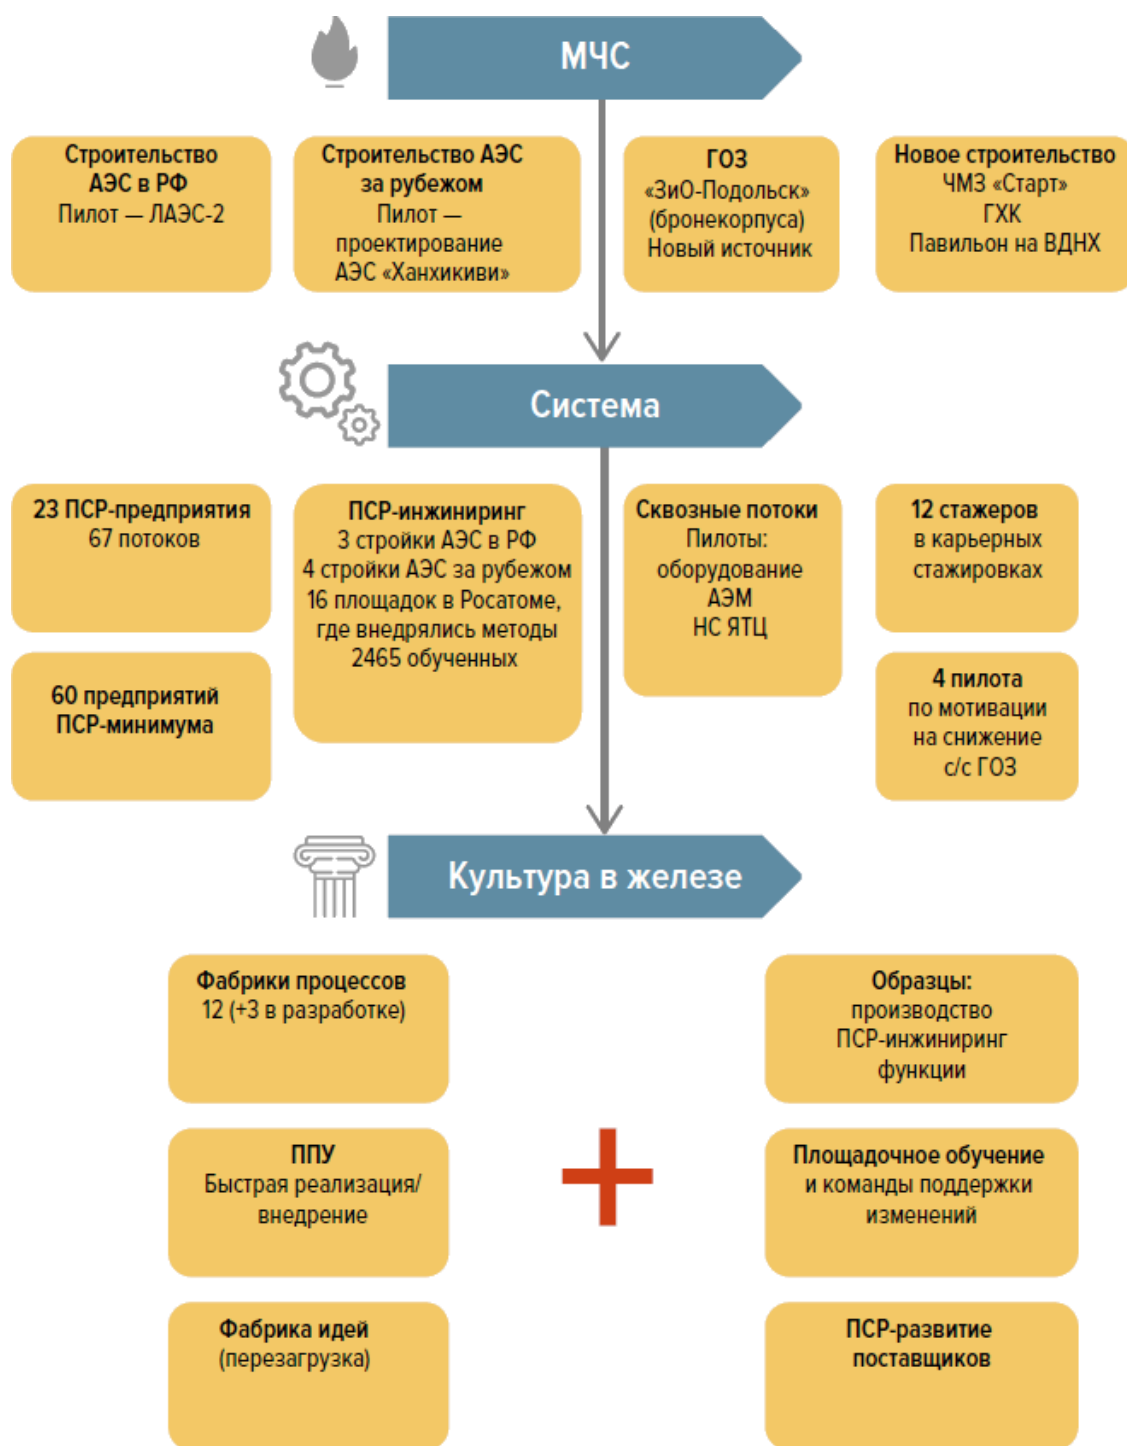 МЧС
Строительство
АЭС в РФ
Пилот — ЛАЭС-2
Строительство АЭС
за рубежом
Пилот —
проектирование
АЭС «Ханхикиви»
ГОЗ
«ЗиО-Подольск»
(бронекорпуса)
Новый источник
Новое строительство
ЧМЗ «Старт»
ГХК
Павильон на ВДНХ
Система
23 ПСР-предприятия
67 потоков
60 предприятий
ПСР-минимума
ПСР-инжиниринг
3 стройки АЭС в РФ
4 стройки АЭС за рубежом
16 площадок в Росатоме,
где внедрялись методы
2465 обученных
Сквозные потоки
Пилоты:
оборудование
АЭМ
НС ЯТЦ
12 стажеров
в карьерных
стажировках
4 пилота
по мотивации
на снижение
с/с ГОЗ
Культура в железе
Фабрики процессов
12 (+3 в разработке)
ППУ
Быстрая реализация/
внедрение
Фабрика идей
(перезагрузка)
Образцы:
производство
ПСР-инжиниринг
функции
Площадочное обучение
и команды поддержки
изменений
ПСР-развитие
поставщиков